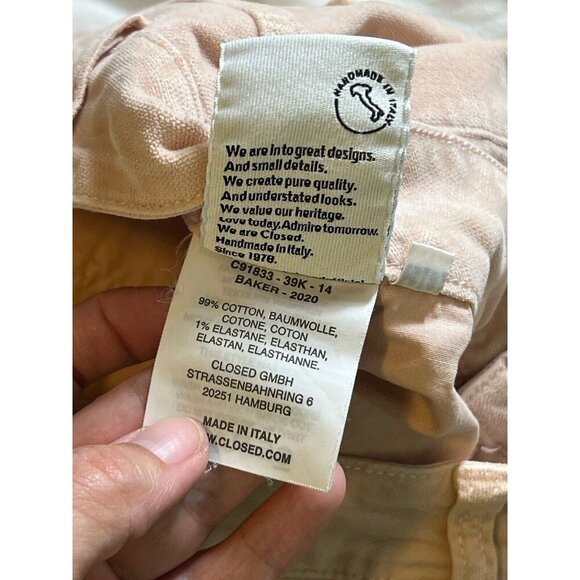 HANDMADE IN ITALY
We are in to great designs.
And small details.
We create pure quality.
And understated looks.
We value our heritage.
Love today. Admire tomorrow.
We are Closed.
Handmade in Italy.
Since 1978.
C91833 - 39K - 14
BAKER - 2020
99% COTTON, BAUMWOLLE,
COTONE, COTON
1% ELASTANE, ELASTHAN,
ELASTAN, ELASTHANNE.
CLOSED GMBH
STRASSENBAHNRING 6
20251 HAMBURG
MADE IN ITALY
WWW.CLOSED.COM